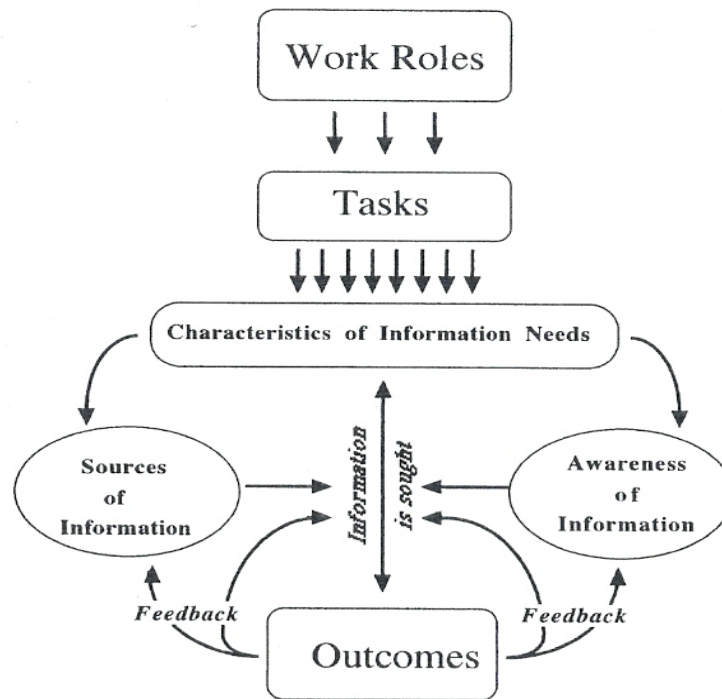 Work Roles
Tasks
Characteristics of Information Needs
Sources
of
Information
Information
is sought
Awareness
of
Information
Feedback
Feedback
Outcomes